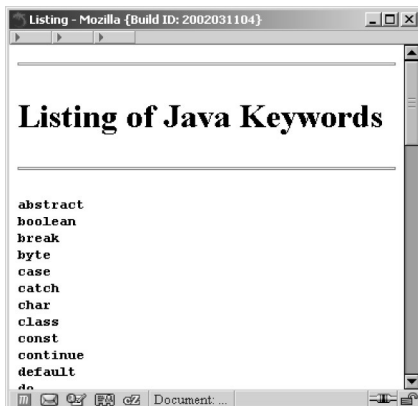 Listing - Mozilla {Build ID: 2002031104}
Listing of Java Keywords
abstract
boolean
break
byte
case
catch
char
class
const
continue
default
do
Document: ...